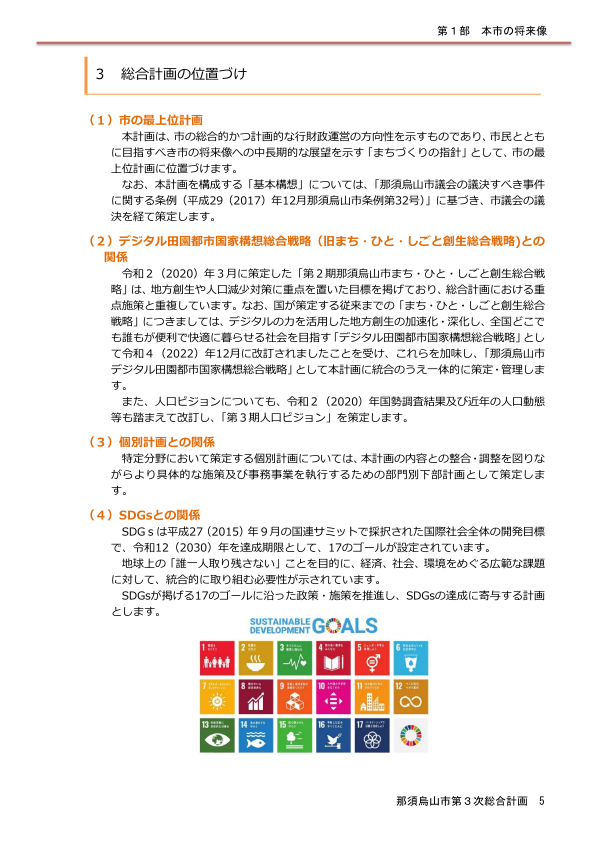 第１部　本市の将来像
３　総合計画の位置づけ
（１）市の最上位計画
本計画は、市の総合的かつ計画的な行財政運営の方向性を示すものであり、市民ととも
に目指すべき市の将来像への中長期的な展望を示す「まちづくりの指針」として、市の最
上位計画に位置づけます。
なお、本計画を構成する「基本構想」については、「那須烏山市議会の議決すべき事件
に関する条例（平成29（2017）年12月那須烏山市条例第32号）」に基づき、市議会の議
決を経て策定します。
（２）デジタル田園都市国家構想総合戦略（旧まち・ひと・しごと創生総合戦略)との
関係
令和２（2020）年３月に策定した「第２期那須烏山市まち・ひと・しごと創生総合戦
略」は、地方創生や人口減少対策に重点を置いた目標を掲げており、総合計画における重
点施策と重複しています。なお、国が策定する従来までの「まち・ひと・しごと創生総合
戦略」につきましては、デジタルの力を活用した地方創生の加速化・深化し、全国どこで
も誰もが便利で快適に暮らせる社会を目指す「デジタル田園都市国家構想総合戦略」とし
て令和４（2022）年12月に改訂されましたことを受け、これらを加味し、「那須烏山市
デジタル田園都市国家構想総合戦略」として本計画に統合のうえ一体的に策定・管理しま
す。
また、人口ビジョンについても、令和２（2020）年国勢調査結果及び近年の人口動態
等も踏まえて改訂し、「第３期人口ビジョン」を策定します。
（３）個別計画との関係
特定分野において策定する個別計画については、本計画の内容との整合・調整を図りな
がらより具体的な施策及び事務事業を執行するための部門別下部計画として策定しま
す。
（４）SDGsとの関係
SDGｓは平成27（2015）年９月の国連サミットで採択された国際社会全体の開発目標
で、令和12（2030）年を達成期限として、17のゴールが設定されています。
地球上の「誰一人取り残さない」ことを目的に、経済、社会、環境をめぐる広範な課題
に対して、統合的に取り組む必要性が示されています。
SDGsが掲げる17のゴールに沿った政策・施策を推進し、SDGsの達成に寄与する計画
とします。
SUSTAINABLE
DEVELOPMENT GOALS
1 2 3 4 5 6
7 8 9 10 11 12
13 14 15 16 17
那須烏山市第３次総合計画　5